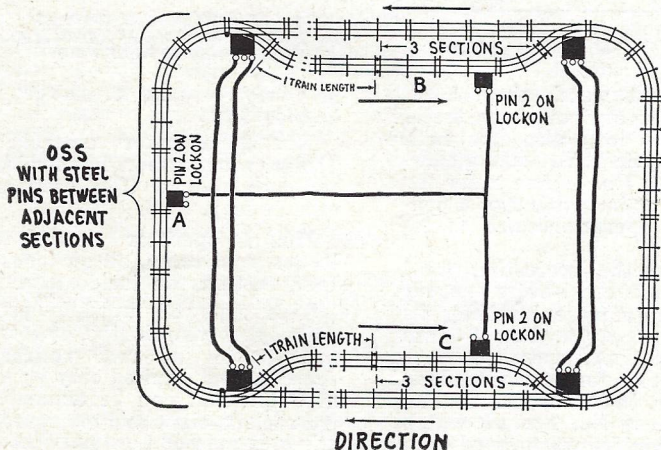 3 SECTIONS
1 TRAIN LENGTH
B
PIN 2 ON
LOCKON
OSS
WITH STEEL
PINS BETWEEN
ADJACENT
SECTIONS
PIN 2 ON
LOCKON
A
PIN 2 ON
LOCKON
1 TRAIN LENGTH
C
3 SECTIONS
DIRECTION